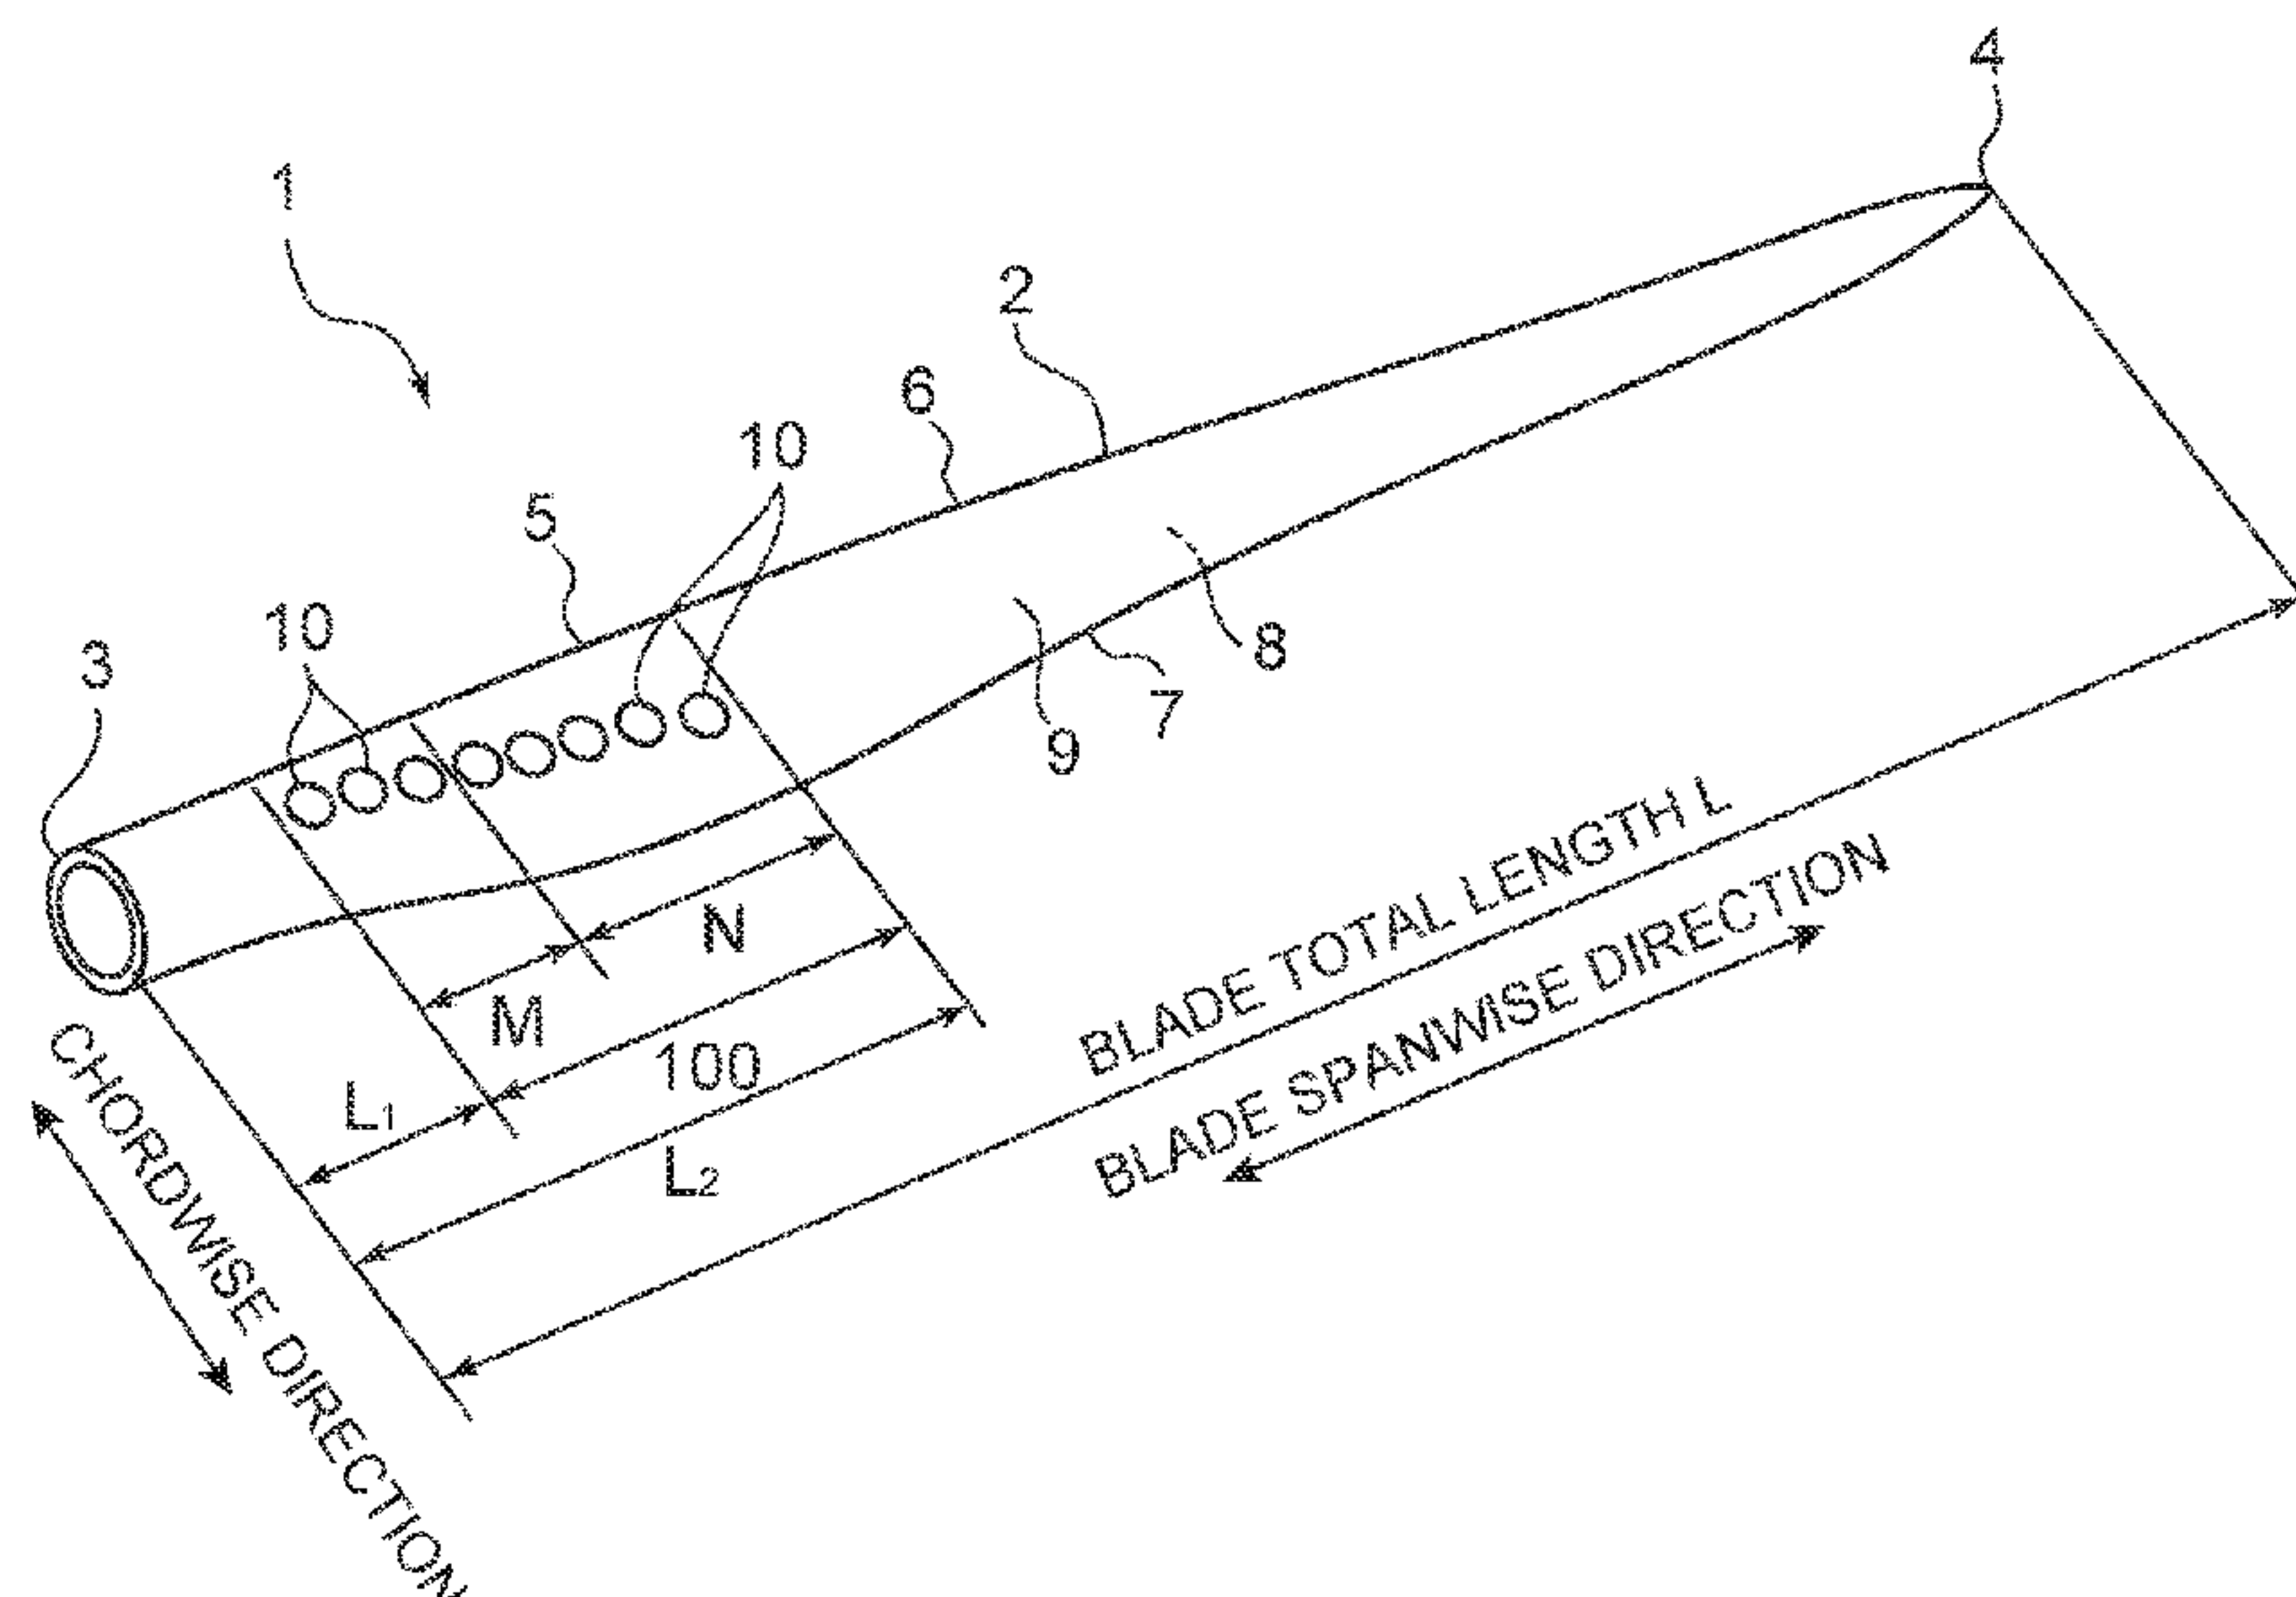 4
1
2
6
10
5
10
3
8
7
9
N
M
100
L1
L2
BLADE TOTAL LENGTH L
BLADE SPANWISE DIRECTION
CHORDWISE DIRECTION